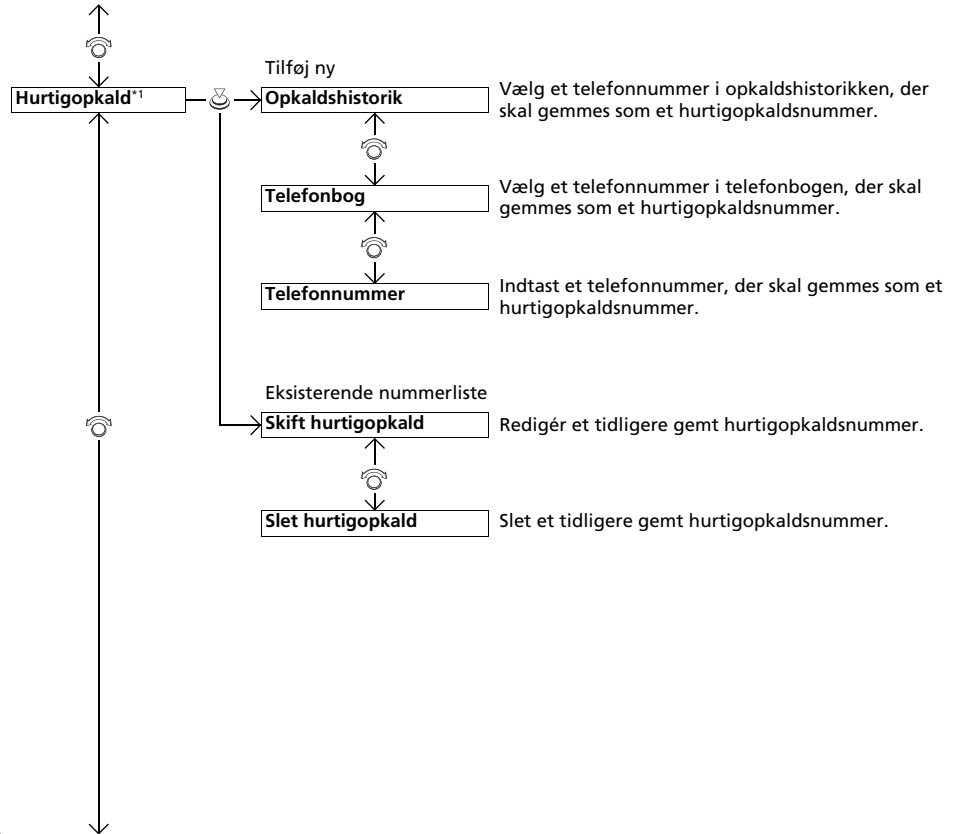 Tilføj ny
Hurtigopkald*1
Opkaldshistorik
Vælg et telefonnummer i opkaldshistorikken, der
skal gemmes som et hurtigopkaldsnummer.
Telefonbog
Vælg et telefonnummer i telefonbogen, der skal
gemmes som et hurtigopkaldsnummer.
Telefonnummer
Indtast et telefonnummer, der skal gemmes som et
hurtigopkaldsnummer.
Eksisterende nummerliste
Skift hurtigopkald
Redigér et tidligere gemt hurtigopkaldsnummer.
Slet hurtigopkald
Slet et tidligere gemt hurtigopkaldsnummer.